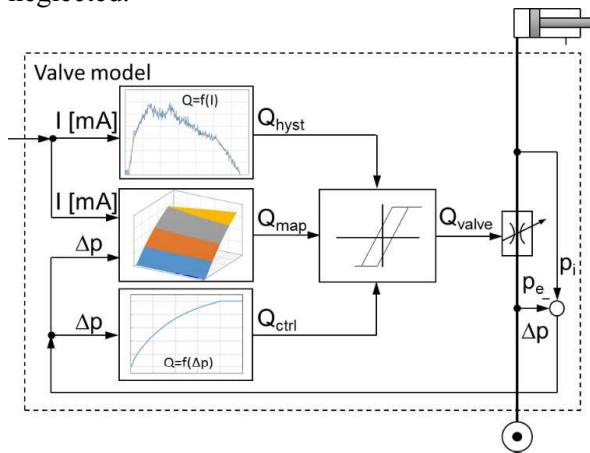 neglected.
Valve model
Q=f(I)
I [mA]
Q_hyst
I [mA]
Δp
Q_map
Q_valve
p_i
p_e
–
Δp
Δp
Q_ctrl
Q=f(Δp)